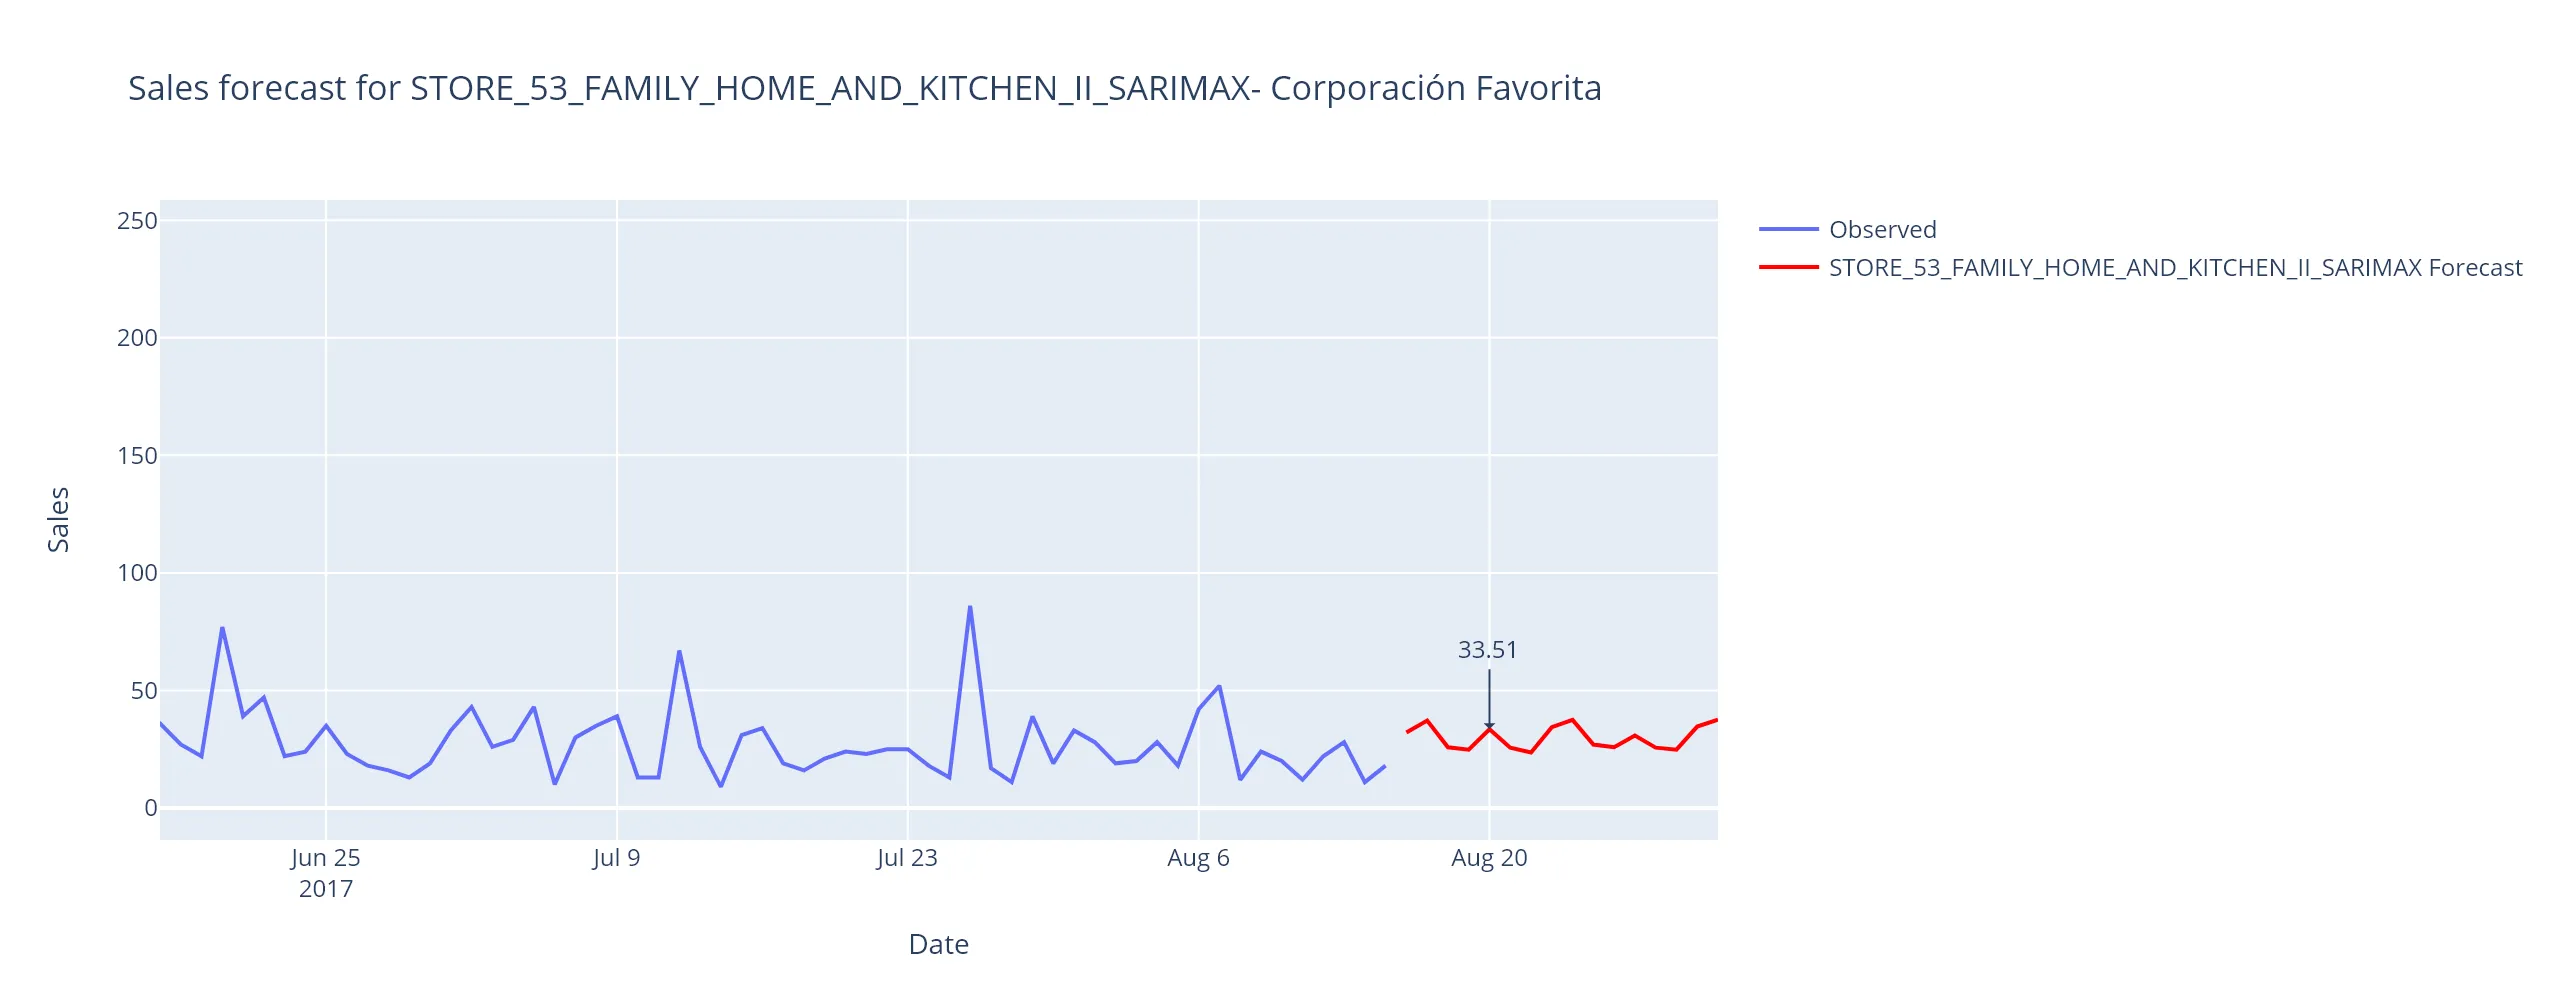 Sales forecast for STORE_53_FAMILY_HOME_AND_KITCHEN_II_SARIMAX- Corporación Favorita
Observed
STORE_53_FAMILY_HOME_AND_KITCHEN_II_SARIMAX Forecast
250
200
150
100
50
0
Sales
33.51
Jun 25
2017
Jul 9
Jul 23
Aug 6
Aug 20
Date